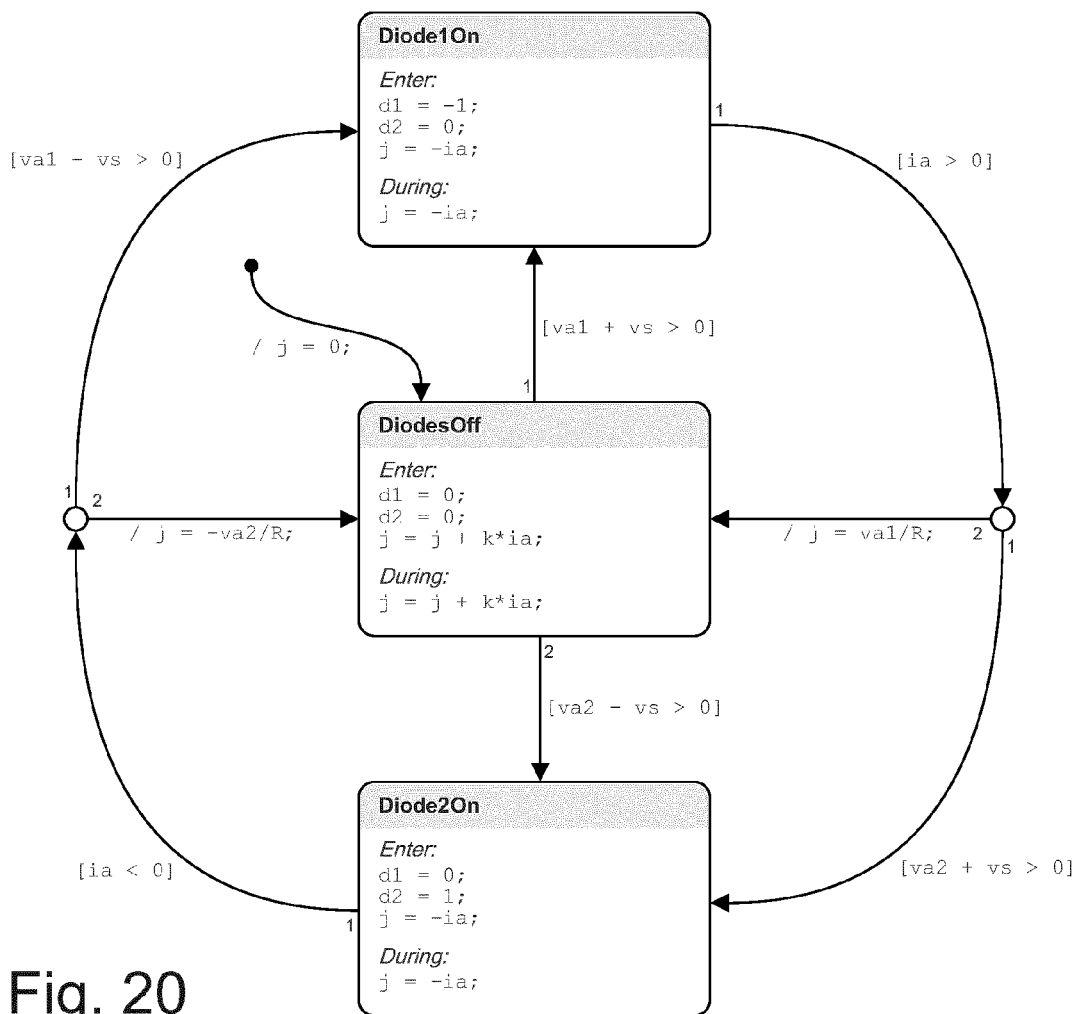 Diode1On
Enter:
d1 = -1;
d2 = 0;
j = -ia;
During:
j = -ia;
1
[va1 - vs > 0]
[ia > 0]
/ j = 0;
[va1 + vs > 0]
1
DiodesOff
Enter:
d1 = 0;
d2 = 0;
j = j + k*ia;
During:
j = j + k*ia;
1
2
/ j = -va2/R;
/ j = va1/R;
2
1
2
[va2 - vs > 0]
Diode2On
Enter:
d1 = 0;
d2 = 1;
j = -ia;
During:
j = -ia;
[ia < 0]
1
[va2 + vs > 0]
Fig. 20